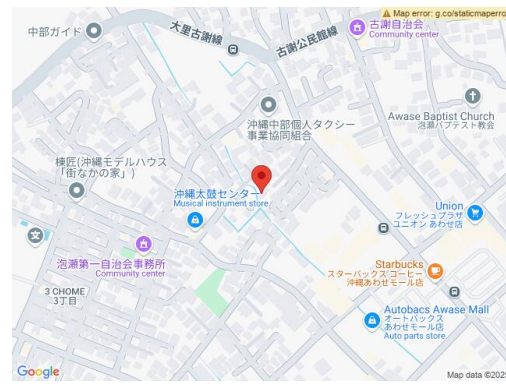 ⚠ Map error: g.co/staticmaperro
中部ガイド
大里古謝線
古謝公民館線
古謝自治会
Community center
Awase Baptist Church
泡瀬バプテスト教会
沖縄中部個人タクシー
事業協同組合
棟匠(沖縄モデルハウス
「街なかの家」)
沖縄太鼓センター
Musical instrument store
Union
フレッシュプラザ
ユニオン あわせ店
泡瀬第一自治会事務所
Community center
Starbucks
スターバックス コーヒー
沖縄あわせモール店
3 CHOME
3丁目
文
Autobacs Awase Mall
オートバックス
あわせモール店
Auto parts store
Google
Map data ©2025